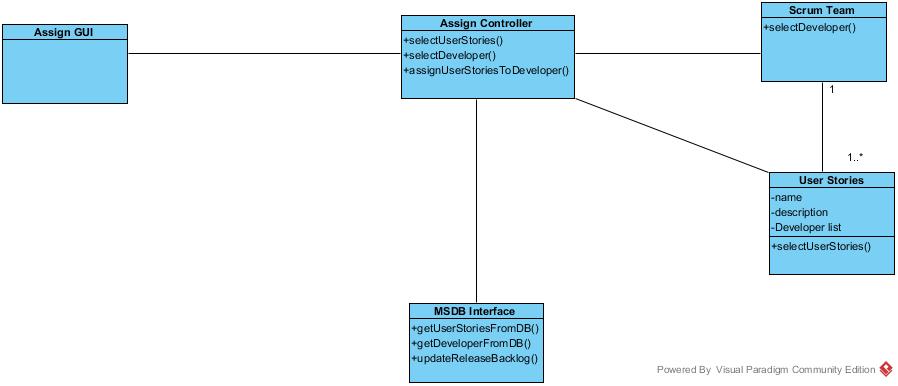 Assign GUI
Assign Controller
+selectUserStories()
+selectDeveloper()
+assignUserStoriesToDeveloper()
Scrum Team
+selectDeveloper()
1
1..*
User Stories
-name
-description
-Developer list
+selectUserStories()
MSDB Interface
+getUserStoriesFromDB()
+getDeveloperFromDB()
+updateReleaseBacklog()
Powered By Visual Paradigm Community Edition